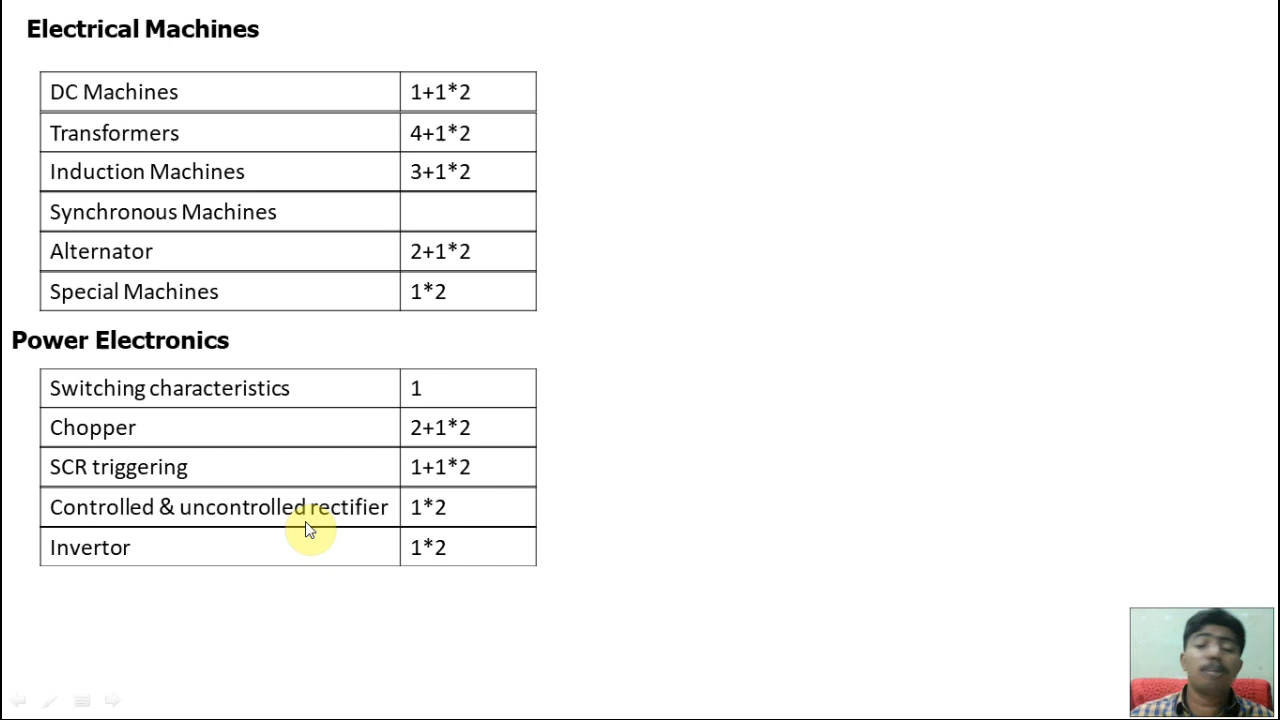 Electrical Machines
DC Machines 1+1*2
Transformers 4+1*2
Induction Machines 3+1*2
Synchronous Machines
Alternator 2+1*2
Special Machines 1*2
Power Electronics
Switching characteristics 1
Chopper 2+1*2
SCR triggering 1+1*2
Controlled & uncontrolled rectifier 1*2
Invertor 1*2